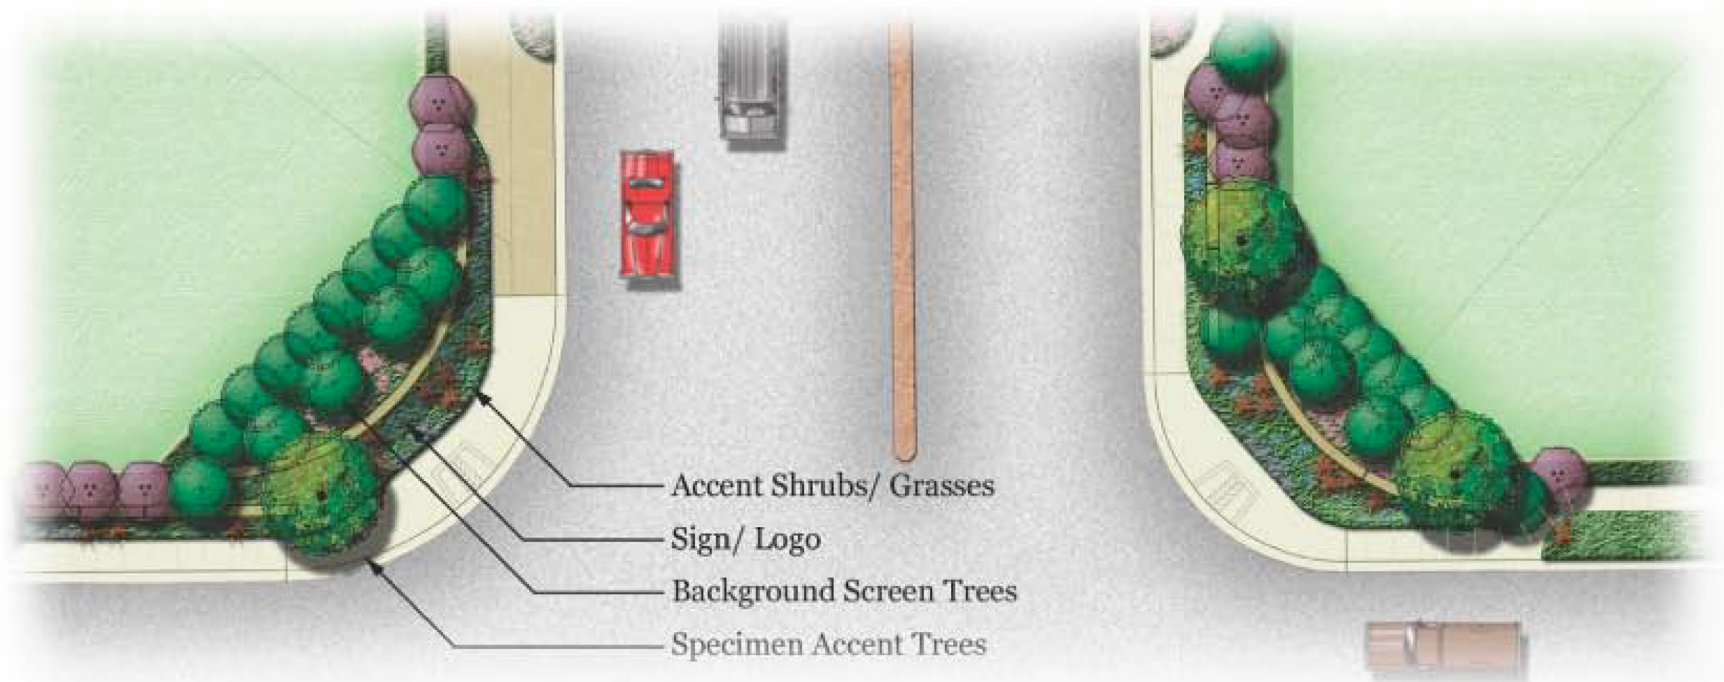 Accent Shrubs/ Grasses
Sign/ Logo
Background Screen Trees
Specimen Accent Trees